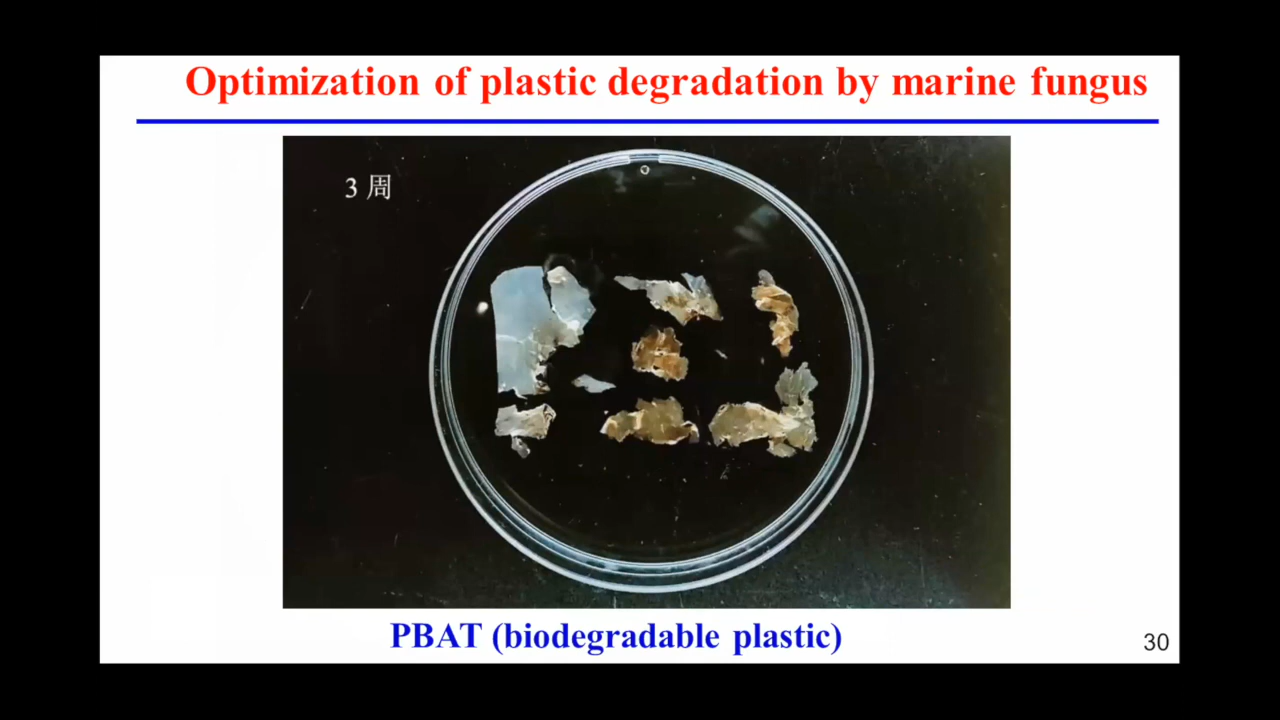 Optimization of plastic degradation by marine fungus
3 周
PBAT (biodegradable plastic)
30